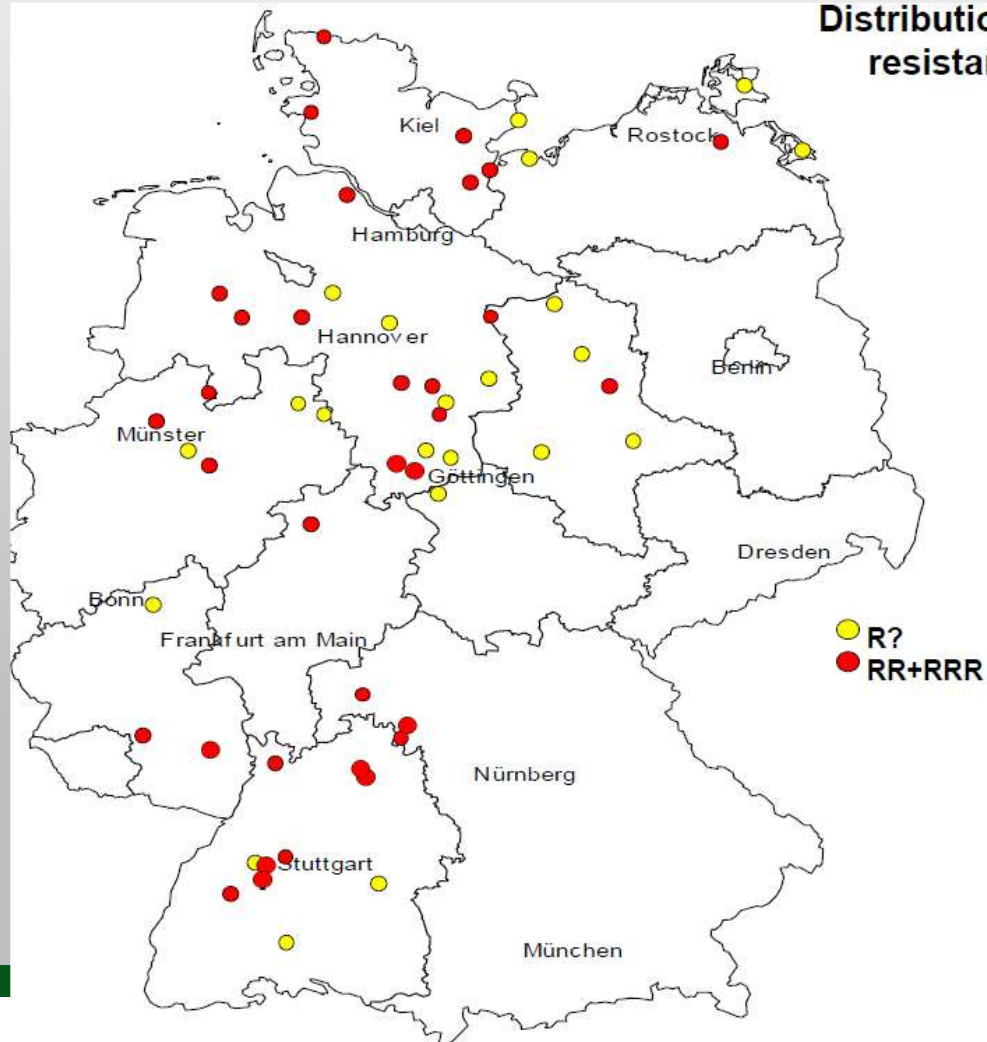 Distributio
resistan
Kiel
Rostock
Hamburg
Hannover
Berlin
Münster
Göttingen
Dresden
Bonn
Frankfurt am Main
R?
RR+RRR
Nürnberg
Stuttgart
München